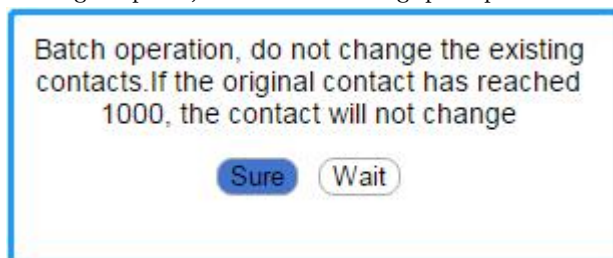 Batch operation, do not change the existing
contacts.If the original contact has reached
1000, the contact will not change
Sure Wait